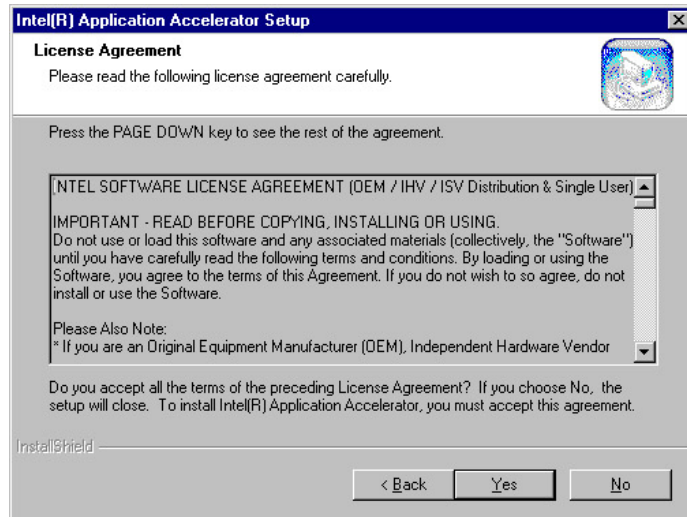 Intel(R) Application Accelerator Setup
License Agreement
Please read the following license agreement carefully.
Press the PAGE DOWN key to see the rest of the agreement.
NTEL SOFTWARE LICENSE AGREEMENT (OEM / IHV / ISV Distribution & Single User)
IMPORTANT - READ BEFORE COPYING, INSTALLING OR USING.
Do not use or load this software and any associated materials (collectively, the "Software")
until you have carefully read the following terms and conditions. By loading or using the
Software, you agree to the terms of this Agreement. If you do not wish to so agree, do not
install or use the Software.
Please Also Note:
* If you are an Original Equipment Manufacturer (OEM), Independent Hardware Vendor
Do you accept all the terms of the preceding License Agreement? If you choose No, the
setup will close. To install Intel(R) Application Accelerator, you must accept this agreement.
InstallShield
< Back Yes No